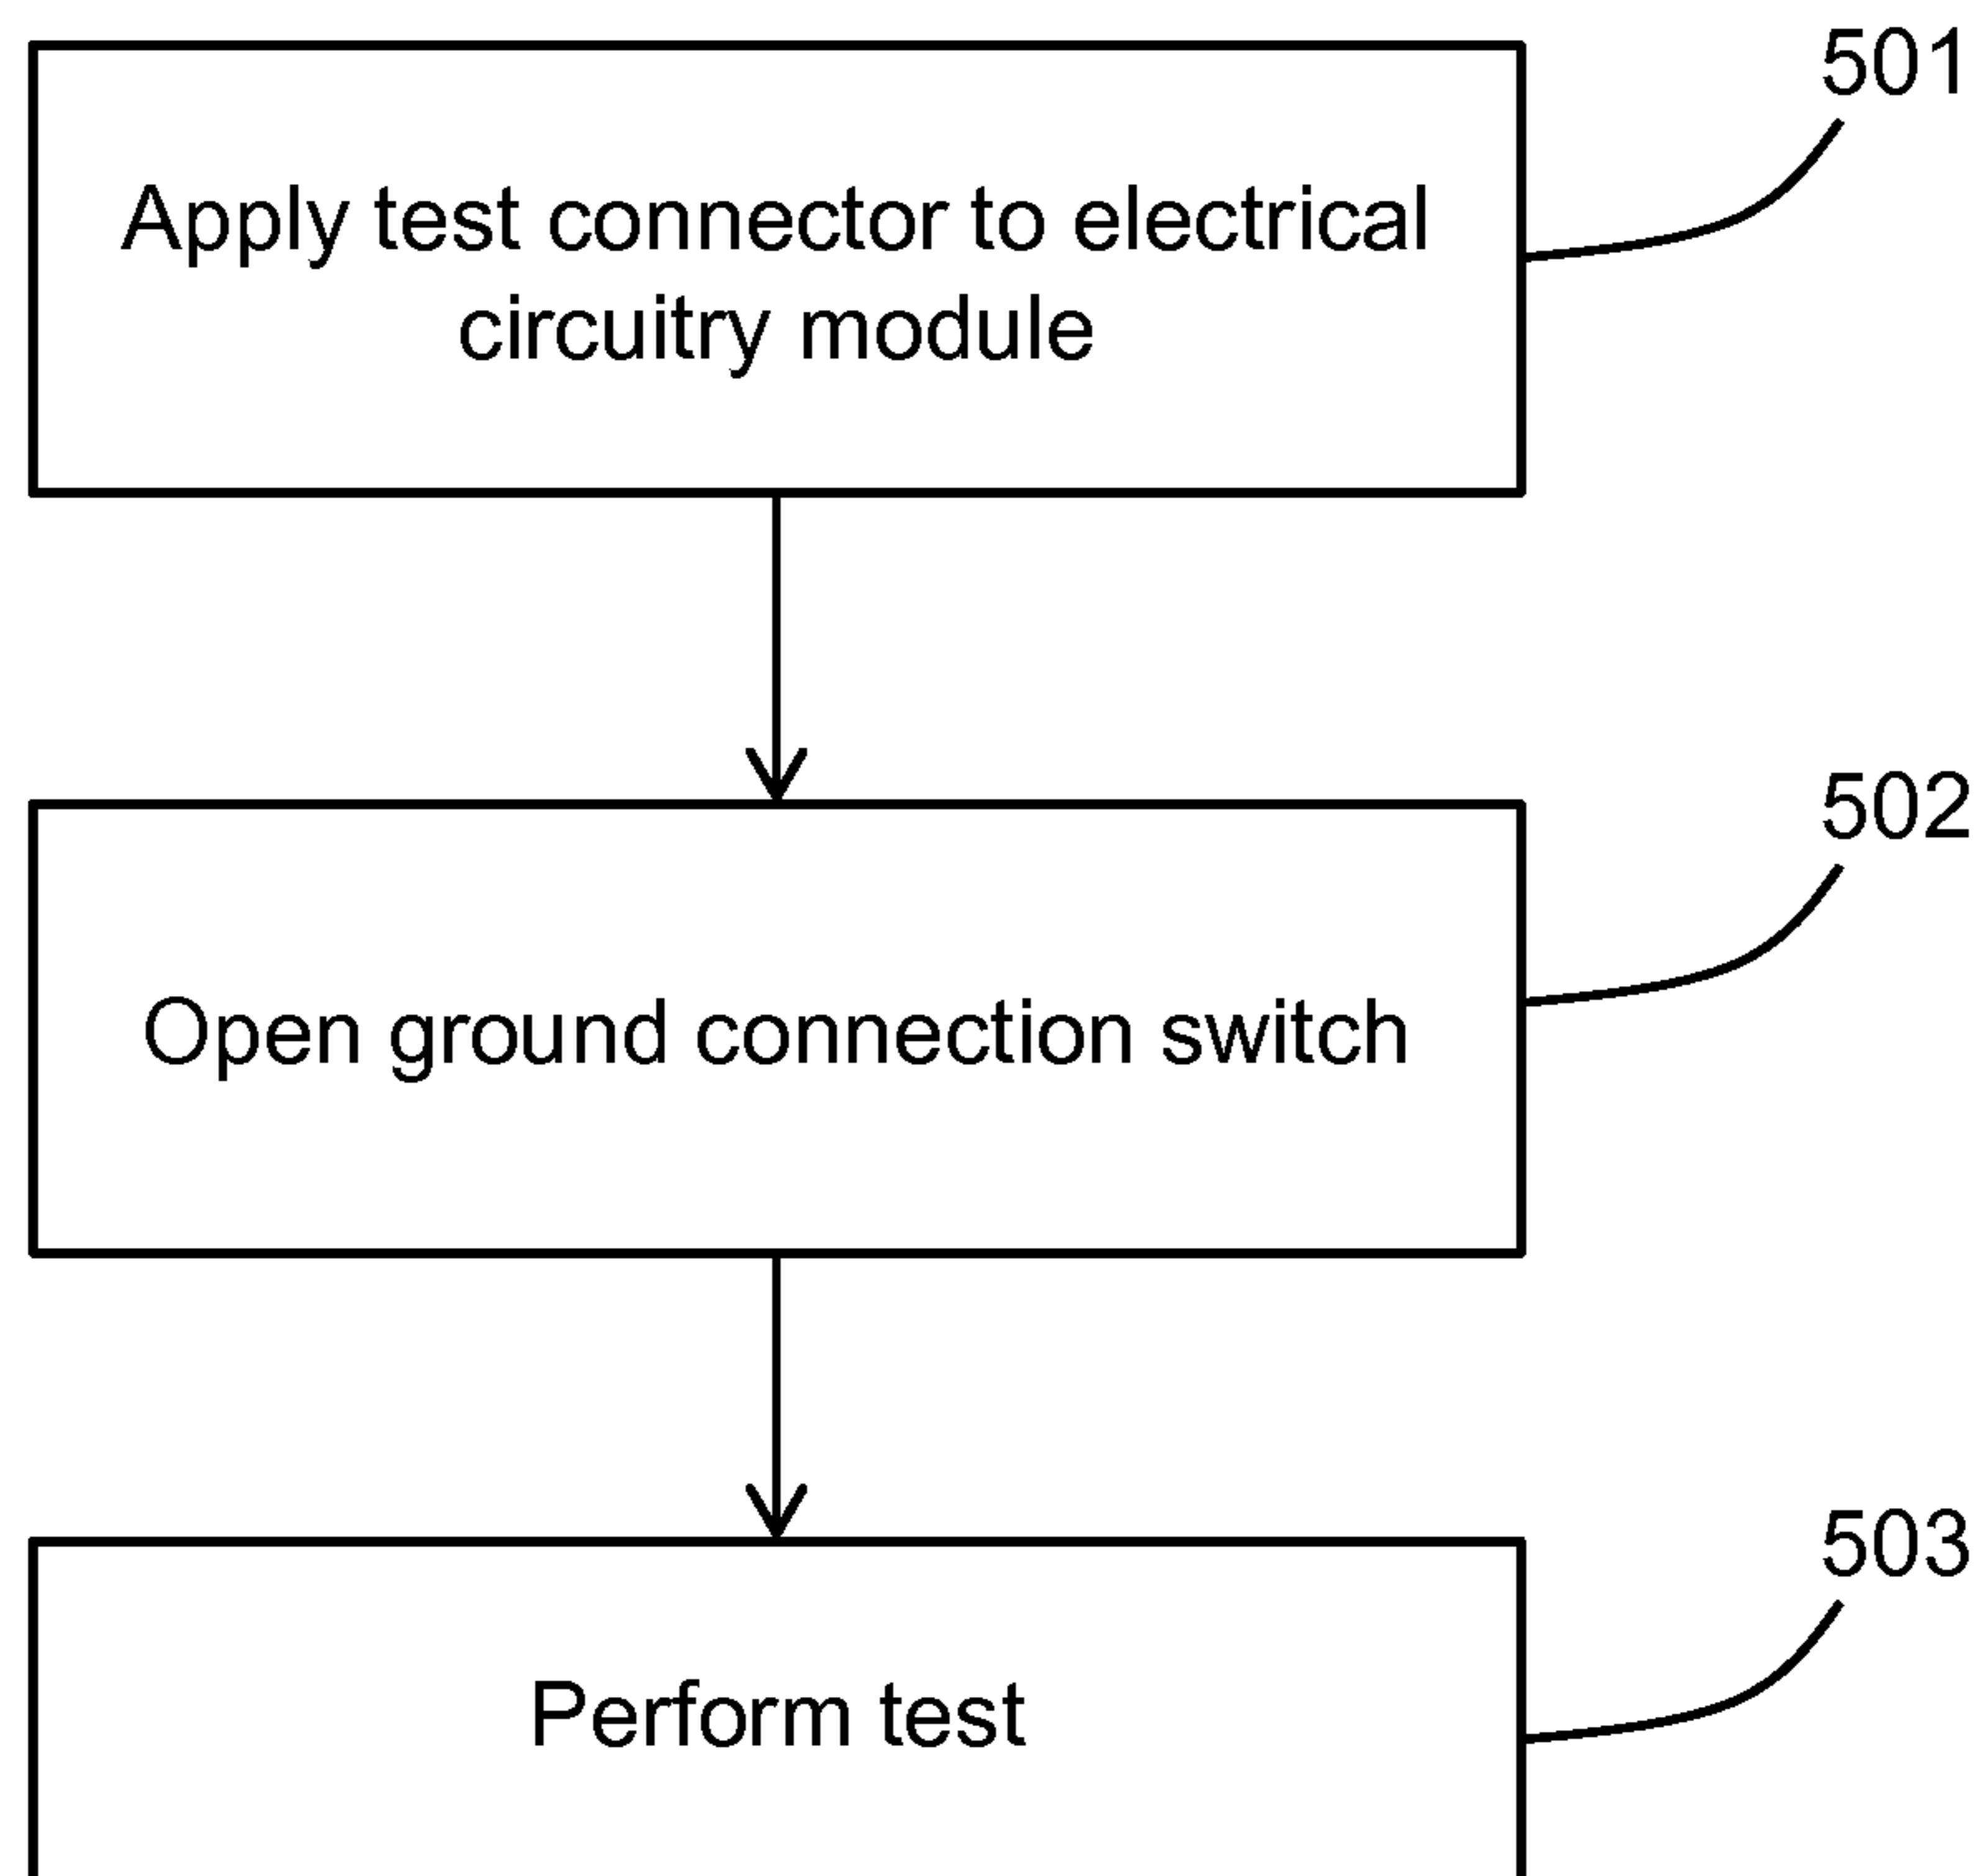 501
Apply test connector to electrical
circuitry module
502
Open ground connection switch
503
Perform test